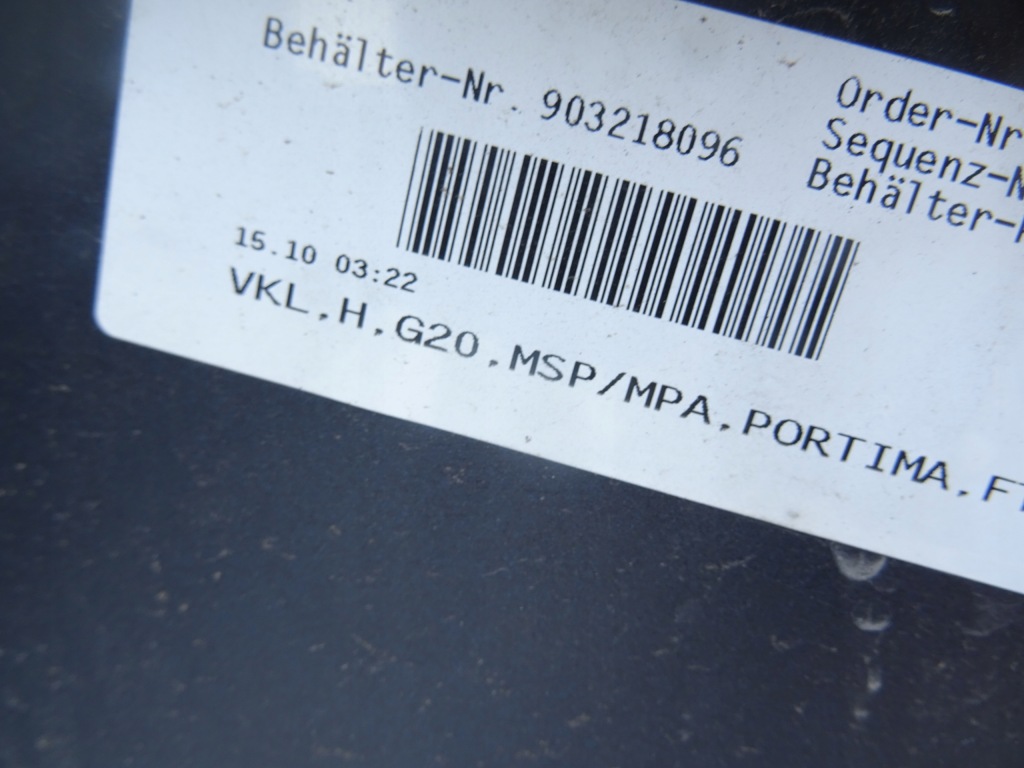 Behälter-Nr. 903218096
Order-Nr
Sequenz-N
Behälter-
15.10 03:22
VKL,H,G20,MSP/MPA,PORTIMA,F